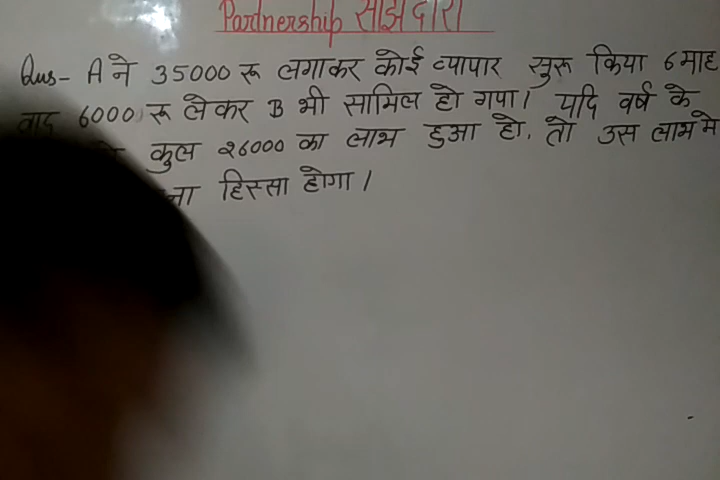 Partnership साझेदारी
Qus- A ने 35000 रू लगाकर कोई व्यापार सुरू किया 6 माह
वाद 6000 रू लेकर B भी सामिल हो गया। यदि वर्ष के
कुल 26000 का लाभ हुआ हो, तो उस लाभ मे
हिस्सा होगा।